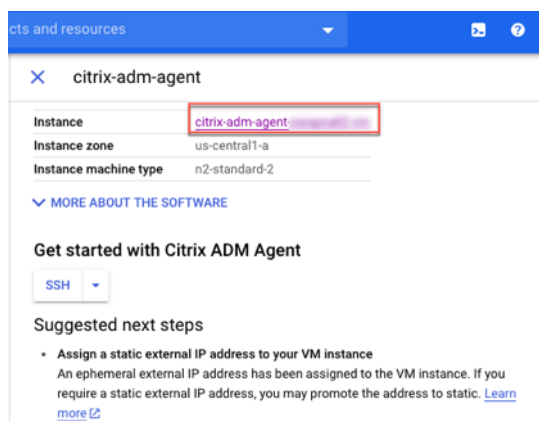 cts and resources
citrix-adm-agent
Instance citrix-adm-agent-
Instance zone us-central1-a
Instance machine type n2-standard-2
MORE ABOUT THE SOFTWARE
Get started with Citrix ADM Agent
SSH
Suggested next steps
• Assign a static external IP address to your VM instance
An ephemeral external IP address has been assigned to the VM instance. If you
require a static external IP address, you may promote the address to static. Learn
more